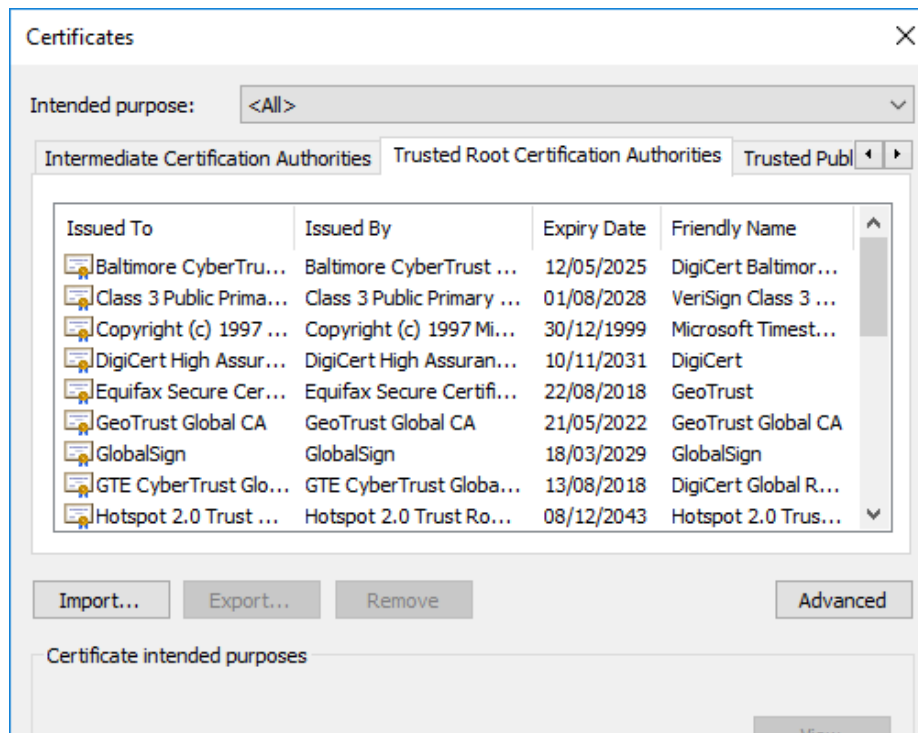 Certificates
Intended purpose: <All>
Intermediate Certification Authorities Trusted Root Certification Authorities Trusted Publ
Issued To Issued By Expiry Date Friendly Name
Baltimore CyberTru... Baltimore CyberTrust ... 12/05/2025 DigiCert Baltimor...
Class 3 Public Prima... Class 3 Public Primary ... 01/08/2028 VeriSign Class 3 ...
Copyright (c) 1997 ... Copyright (c) 1997 Mi... 30/12/1999 Microsoft Timest...
DigiCert High Assur... DigiCert High Assuran... 10/11/2031 DigiCert
Equifax Secure Cer... Equifax Secure Certifi... 22/08/2018 GeoTrust
GeoTrust Global CA GeoTrust Global CA 21/05/2022 GeoTrust Global CA
GlobalSign GlobalSign 18/03/2029 GlobalSign
GTE CyberTrust Glo... GTE CyberTrust Globa... 13/08/2018 DigiCert Global R...
Hotspot 2.0 Trust ... Hotspot 2.0 Trust Ro... 08/12/2043 Hotspot 2.0 Trus...
Import... Export... Remove Advanced
Certificate intended purposes